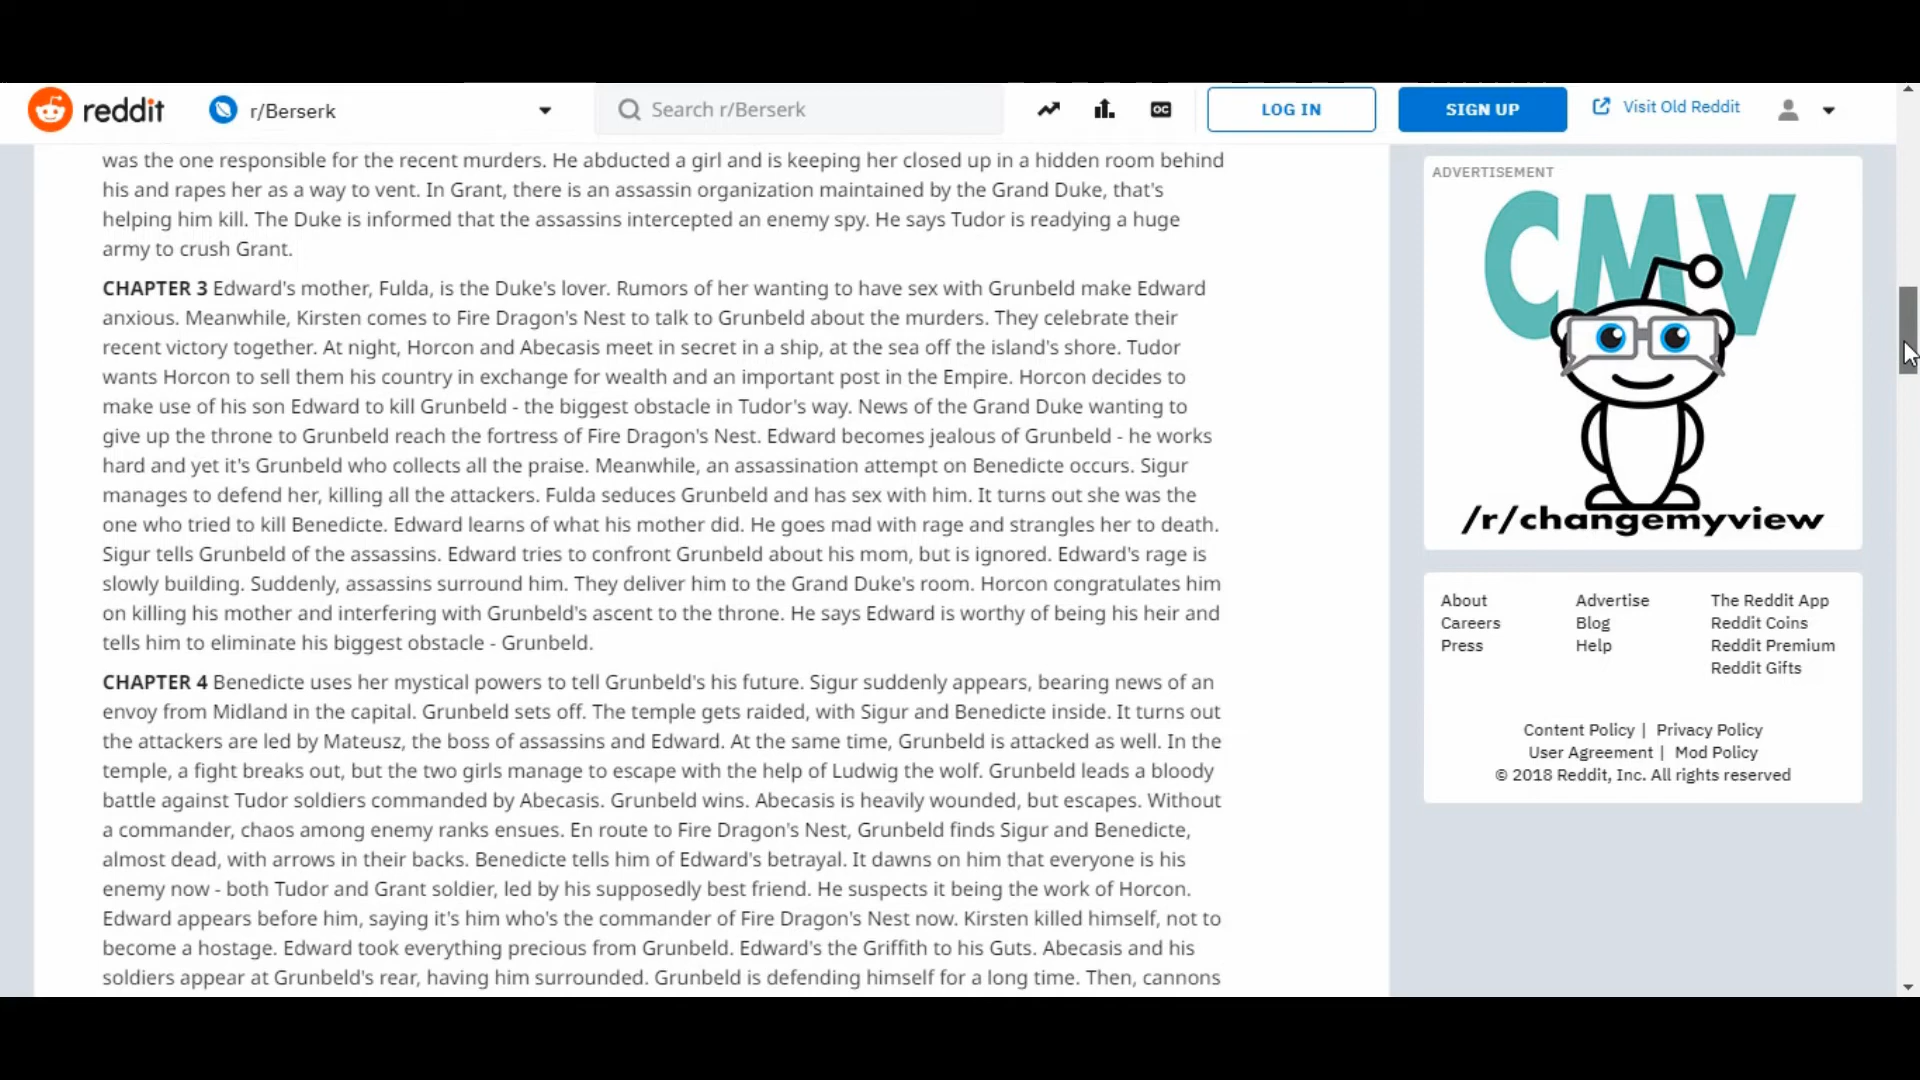 reddit
r/Berserk
Search r/Berserk
OC
LOG IN
SIGN UP
Visit Old Reddit
was the one responsible for the recent murders. He abducted a girl and is keeping her closed up in a hidden room behind
his and rapes her as a way to vent. In Grant, there is an assassin organization maintained by the Grand Duke, that's
helping him kill. The Duke is informed that the assassins intercepted an enemy spy. He says Tudor is readying a huge
army to crush Grant.
CHAPTER 3 Edward's mother, Fulda, is the Duke's lover. Rumors of her wanting to have sex with Grunbeld make Edward
anxious. Meanwhile, Kirsten comes to Fire Dragon's Nest to talk to Grunbeld about the murders. They celebrate their
recent victory together. At night, Horcon and Abecasis meet in secret in a ship, at the sea off the island's shore. Tudor
wants Horcon to sell them his country in exchange for wealth and an important post in the Empire. Horcon decides to
make use of his son Edward to kill Grunbeld - the biggest obstacle in Tudor's way. News of the Grand Duke wanting to
give up the throne to Grunbeld reach the fortress of Fire Dragon's Nest. Edward becomes jealous of Grunbeld - he works
hard and yet it's Grunbeld who collects all the praise. Meanwhile, an assassination attempt on Benedicte occurs. Sigur
manages to defend her, killing all the attackers. Fulda seduces Grunbeld and has sex with him. It turns out she was the
one who tried to kill Benedicte. Edward learns of what his mother did. He goes mad with rage and strangles her to death.
Sigur tells Grunbeld of the assassins. Edward tries to confront Grunbeld about his mom, but is ignored. Edward's rage is
slowly building. Suddenly, assassins surround him. They deliver him to the Grand Duke's room. Horcon congratulates him
on killing his mother and interfering with Grunbeld's ascent to the throne. He says Edward is worthy of being his heir and
tells him to eliminate his biggest obstacle - Grunbeld.
CHAPTER 4 Benedicte uses her mystical powers to tell Grunbeld's his future. Sigur suddenly appears, bearing news of an
envoy from Midland in the capital. Grunbeld sets off. The temple gets raided, with Sigur and Benedicte inside. It turns out
the attackers are led by Mateusz, the boss of assassins and Edward. At the same time, Grunbeld is attacked as well. In the
temple, a fight breaks out, but the two girls manage to escape with the help of Ludwig the wolf. Grunbeld leads a bloody
battle against Tudor soldiers commanded by Abecasis. Grunbeld wins. Abecasis is heavily wounded, but escapes. Without
a commander, chaos among enemy ranks ensues. En route to Fire Dragon's Nest, Grunbeld finds Sigur and Benedicte,
almost dead, with arrows in their backs. Benedicte tells him of Edward's betrayal. It dawns on him that everyone is his
enemy now - both Tudor and Grant soldier, led by his supposedly best friend. He suspects it being the work of Horcon.
Edward appears before him, saying it's him who's the commander of Fire Dragon's Nest now. Kirsten killed himself, not to
become a hostage. Edward took everything precious from Grunbeld. Edward's the Griffith to his Guts. Abecasis and his
soldiers appear at Grunbeld's rear, having him surrounded. Grunbeld is defending himself for a long time. Then, cannons
ADVERTISEMENT
CMV
/r/changemyview
About
Careers
Press
Advertise
Blog
Help
The Reddit App
Reddit Coins
Reddit Premium
Reddit Gifts
Content Policy | Privacy Policy
User Agreement | Mod Policy
© 2018 Reddit, Inc. All rights reserved